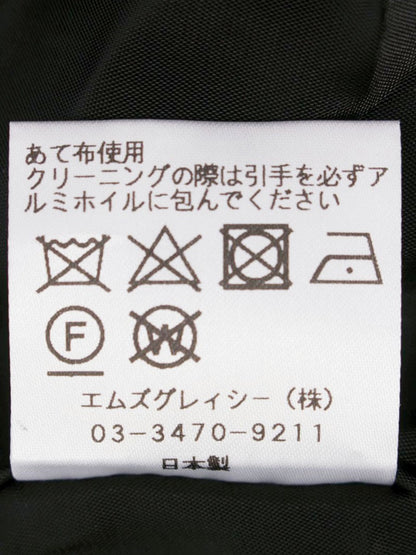 あて布使用
クリーニングの際は引手を必ずア
ルミホイルに包んでください
F W
エムズグレイシー（株）
03-3470-9211
日本製